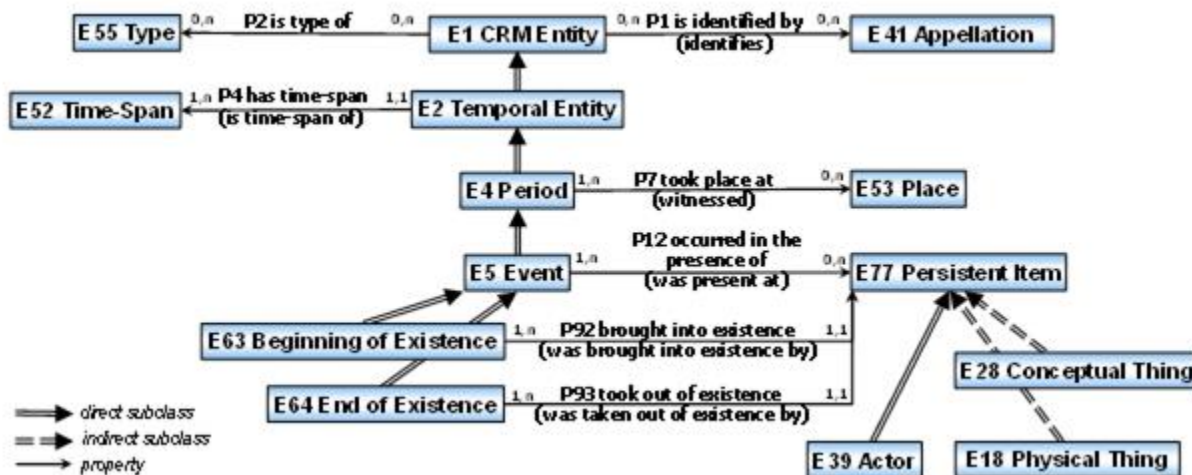 E55 Type
0,n P2 is type of 0,n
E1 CRM Entity
0,n P1 is identified by 0,n
(identifies)
E41 Appellation
E52 Time-Span
1,n P4 has time-span 1,1
(is time-span of)
E2 Temporal Entity
E4 Period
1,n P7 took place at 0,n
(witnessed)
E53 Place
E5 Event
P12 occurred in the
1,n presence of 0,n
(was present at)
E77 Persistent Item
E63 Beginning of Existence
1,n P92 brought into existence 1,1
(was brought into existence by)
E28 Conceptual Thing
E64 End of Existence
1,n P93 took out of existence 1,1
(was taken out of existence by)
E39 Actor
E18 Physical Thing
direct subclass
indirect subclass
property